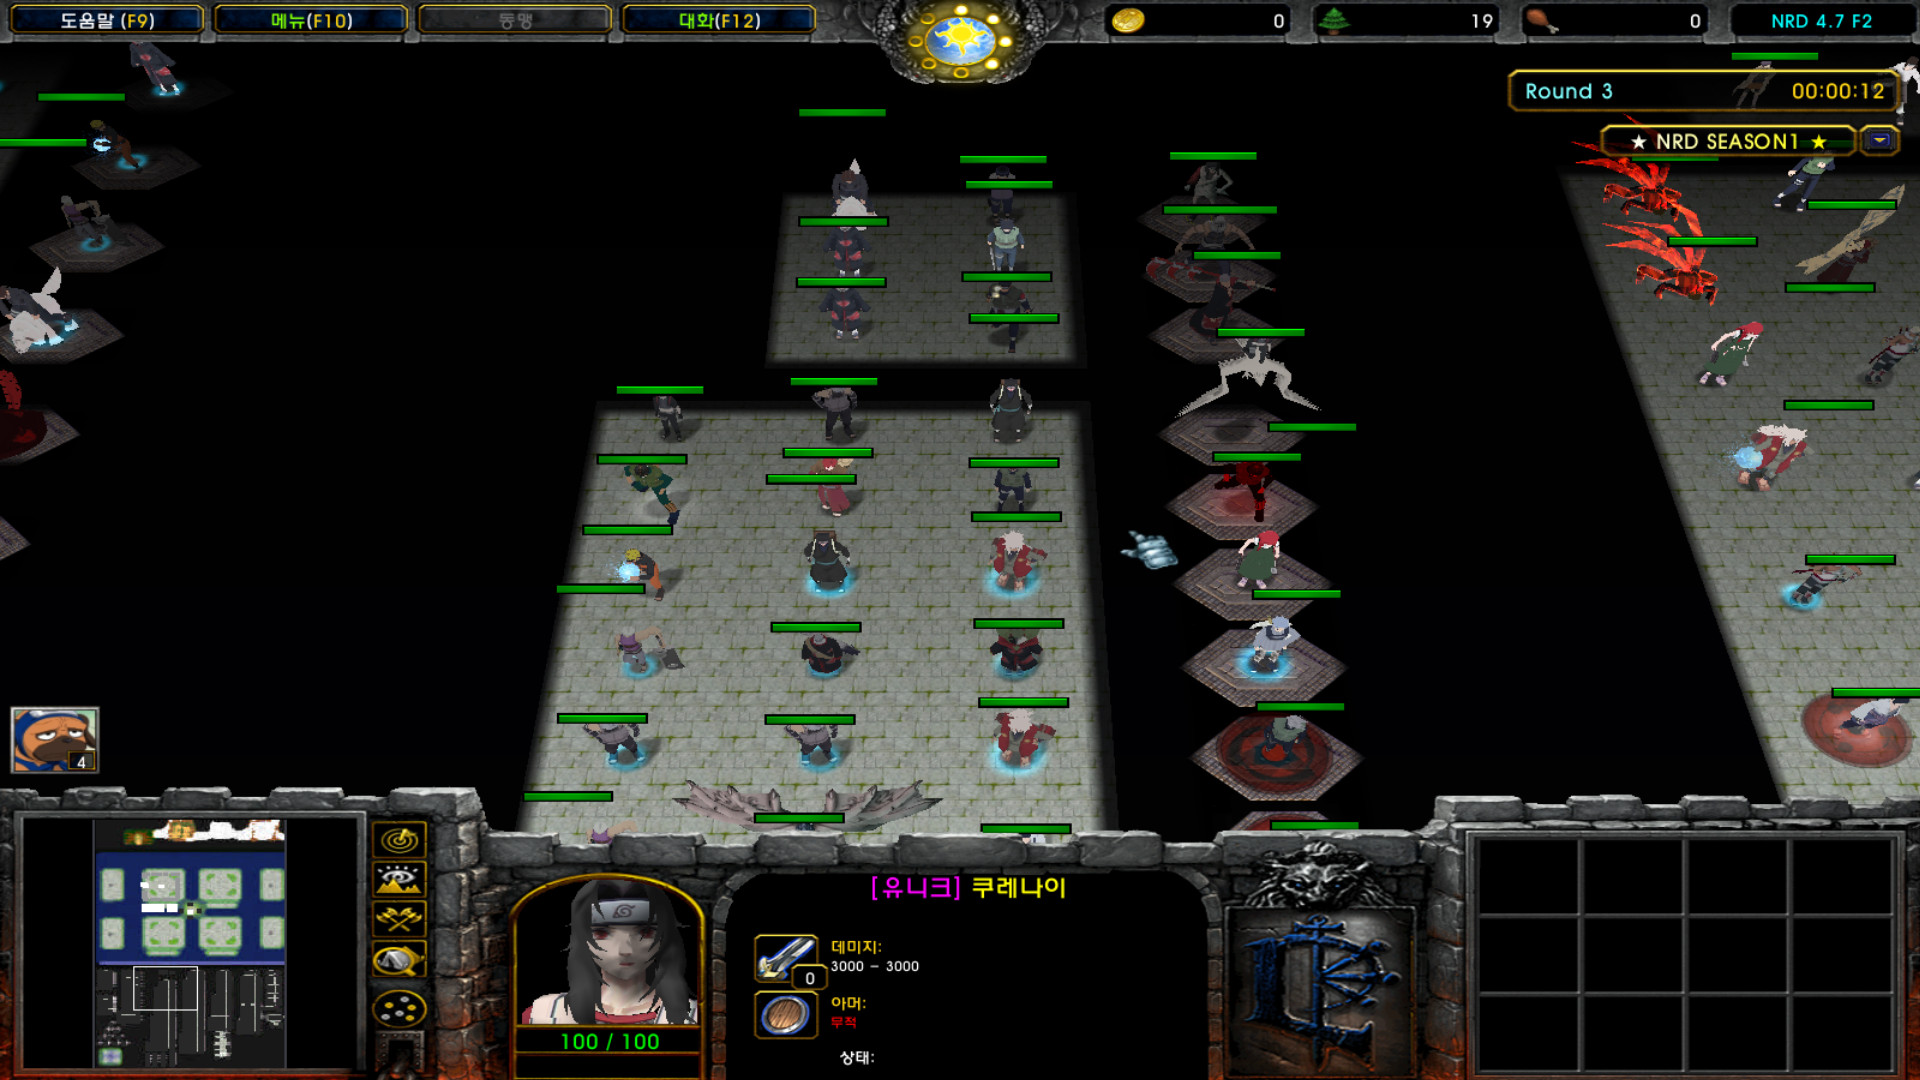 도움말 (F9) 메뉴(F10) 동맹 대화(F12) 0 19 0 NRD 4.7 F2
Round 3 00:00:12
★ NRD SEASON1 ★
4
[유니크] 쿠레나이
데미지:
3000 - 3000
0
아머:
무적
상태:
100 / 100